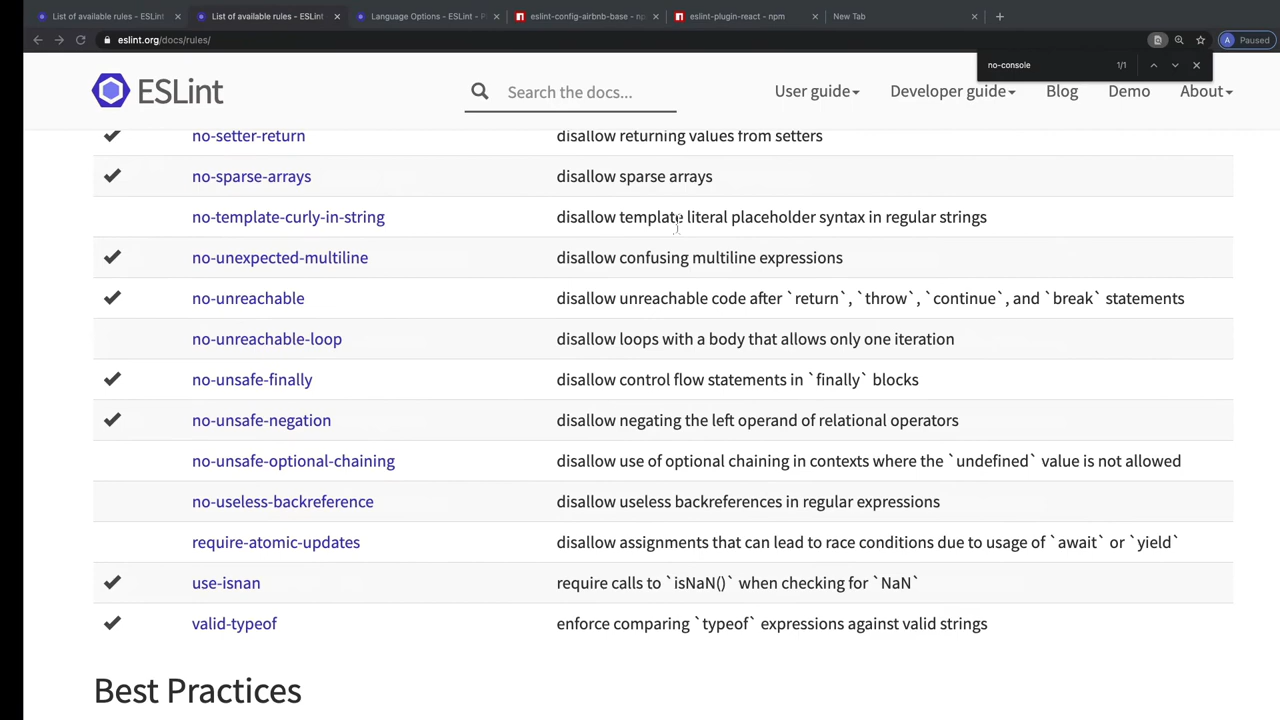 List of available rules - ESLint
List of available rules - ESLint
Language Options - ESLint - P
eslint-config-airbnb-base - np
eslint-plugin-react - npm
New Tab
eslint.org/docs/rules/
A Paused
no-console 1/1
ESLint
Search the docs...
User guide
Developer guide
Blog
Demo
About
no-setter-return disallow returning values from setters
no-sparse-arrays disallow sparse arrays
no-template-curly-in-string disallow template literal placeholder syntax in regular strings
no-unexpected-multiline disallow confusing multiline expressions
no-unreachable disallow unreachable code after `return`, `throw`, `continue`, and `break` statements
no-unreachable-loop disallow loops with a body that allows only one iteration
no-unsafe-finally disallow control flow statements in `finally` blocks
no-unsafe-negation disallow negating the left operand of relational operators
no-unsafe-optional-chaining disallow use of optional chaining in contexts where the `undefined` value is not allowed
no-useless-backreference disallow useless backreferences in regular expressions
require-atomic-updates disallow assignments that can lead to race conditions due to usage of `await` or `yield`
use-isnan require calls to `isNaN()` when checking for `NaN`
valid-typeof enforce comparing `typeof` expressions against valid strings
Best Practices